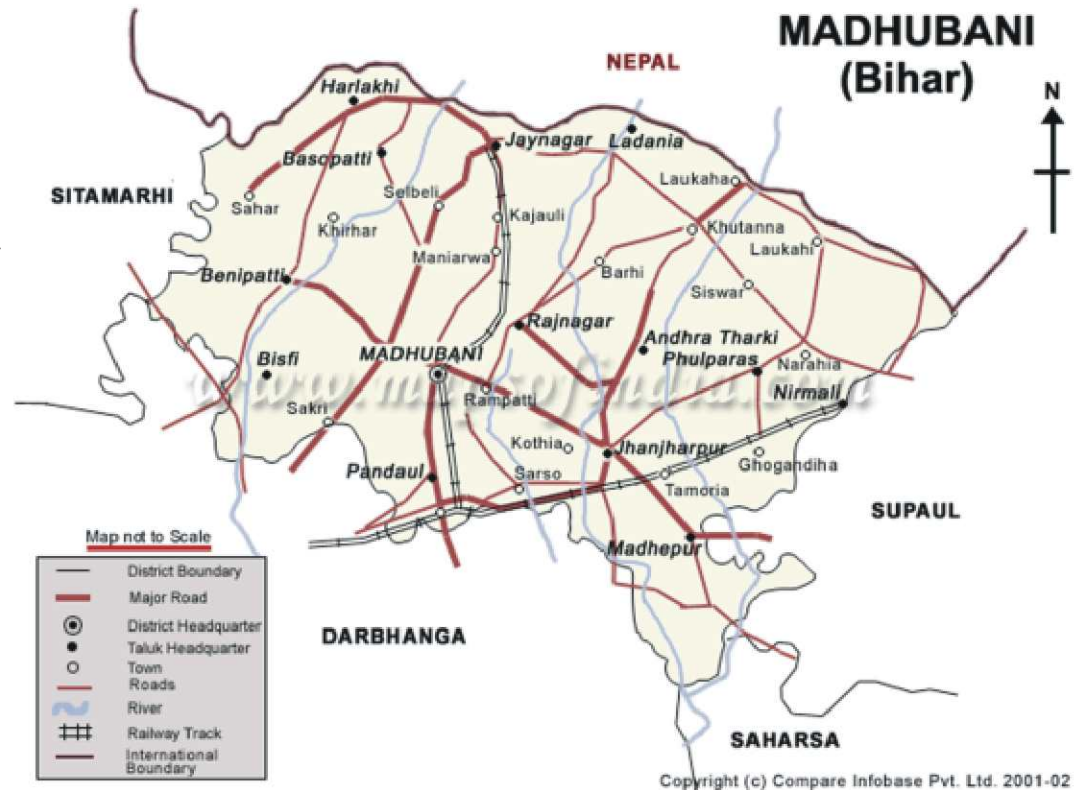 MADHUBANI
(Bihar)
NEPAL
N
Harlakhi
Jaynagar
Ladania
Basopatti
Laukaha
SITAMARHI
Selbeli
Sahar
Kajauli
Khirhar
Khutanna
Laukahi
Maniarwa
Barhi
Benipatti
Siswar
Rajnagar
Andhra Tharki
MADHUBANI
Phulparas
Narahia
Bisfi
www.mapsofindia.com
Rampatti
Nirmali
Sakri
Kothia
Jhanjharpur
Ghogandiha
Pandaul
Sarso
Tamoria
SUPAUL
Madhepur
Map not to Scale
District Boundary
Major Road
District Headquarter
Taluk Headquarter
Town
Roads
River
Railway Track
International
Boundary
DARBHANGA
SAHARSA
Copyright (c) Compare Infobase Pvt. Ltd. 2001-02